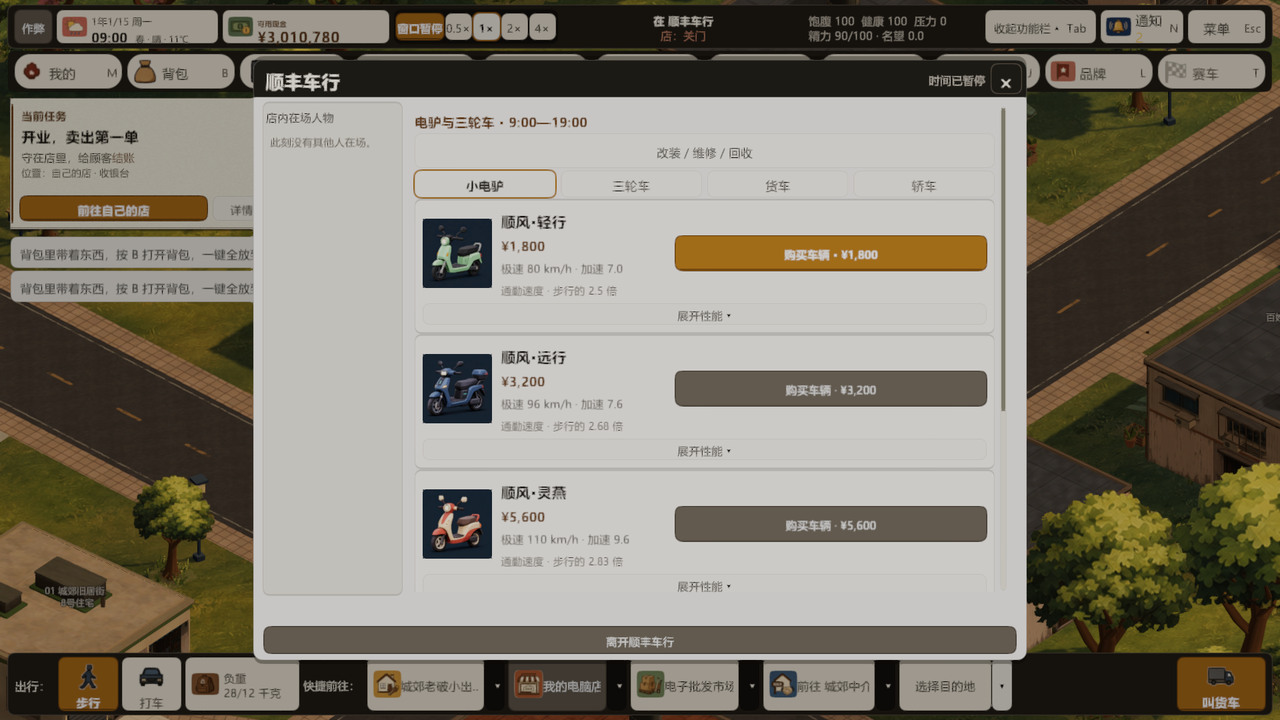 作弊
1年1/15 周一
09:00 春·晴·11℃
可用现金
¥3,010,780
窗口暂停 0.5× 1× 2× 4×
在 顺丰车行
店：关门
饱腹 100 健康 100 压力 0
精力 90/100 · 名望 0.0
收起功能栏 · Tab
通知 2 N
菜单 Esc
我的 M
背包 B
品牌 L
赛车 T
当前任务
开业，卖出第一单
守在店里，给顾客结账
位置：自己的店 · 收银台
前往自己的店
详情
背包里带着东西，按 B 打开背包，一键全放
背包里带着东西，按 B 打开背包，一键全放
顺丰车行
时间已暂停
×
店内在场人物
此刻没有其他人在场。
电驴与三轮车 · 9:00—19:00
改装 / 维修 / 回收
小电驴
三轮车
货车
轿车
顺风·轻行
¥1,800
极速 80 km/h · 加速 7.0
通勤速度 · 步行的 2.5 倍
购买车辆 · ¥1,800
展开性能
顺风·远行
¥3,200
极速 96 km/h · 加速 7.6
通勤速度 · 步行的 2.68 倍
购买车辆 · ¥3,200
展开性能
顺风·灵燕
¥5,600
极速 110 km/h · 加速 9.6
通勤速度 · 步行的 2.83 倍
购买车辆 · ¥5,600
展开性能
离开顺丰车行
01 城郊旧居街
8号住宅
出行：
步行
打车
负重
28/12 千克
快捷前往：
城郊老破小出..
我的电脑店
电子批发市场
前往 城郊中介
选择目的地
叫货车